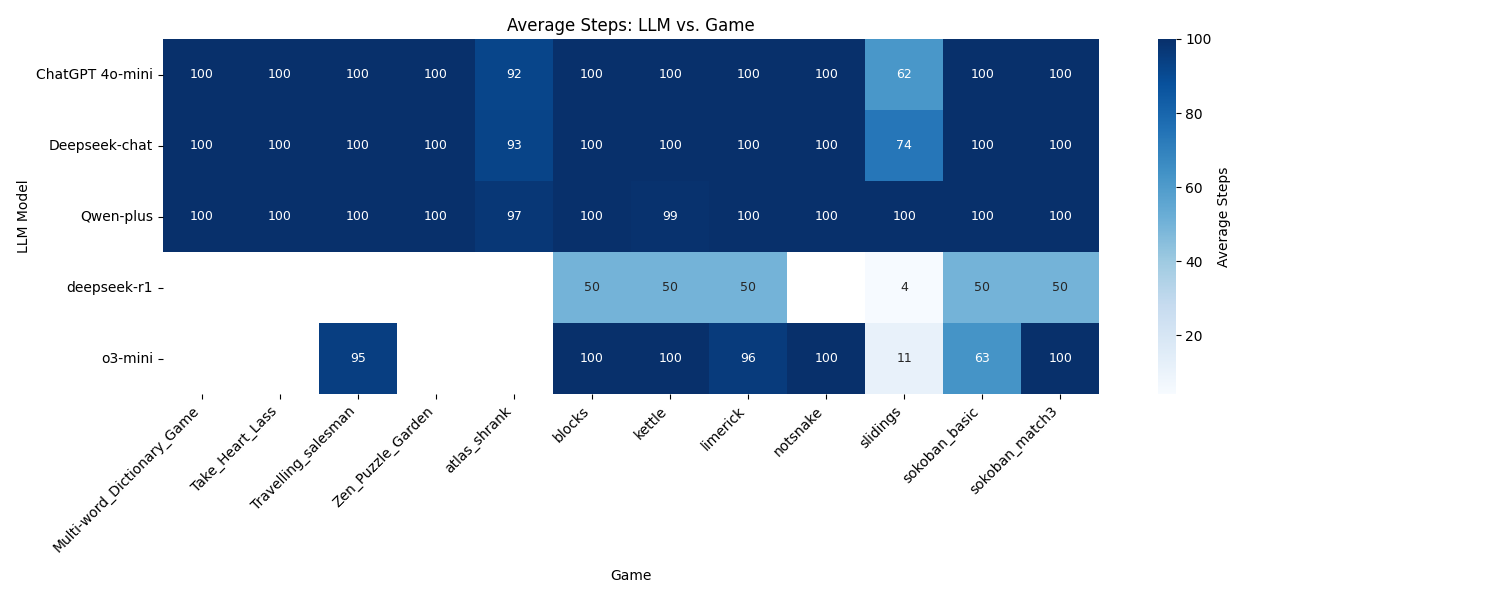 Average Steps: LLM vs. Game
LLM Model
ChatGPT 4o-mini 100 100 100 100 92 100 100 100 100 62 100 100
Deepseek-chat 100 100 100 100 93 100 100 100 100 74 100 100
Qwen-plus 100 100 100 100 97 100 99 100 100 100 100 100
deepseek-r1 50 50 50 4 50 50
o3-mini 95 100 100 96 100 11 63 100
Multi-word_Dictionary_Game
Take_Heart_Lass
Travelling_salesman
Zen_Puzzle_Garden
atlas_shrank
blocks
kettle
limerick
notsnake
slidings
sokoban_basic
sokoban_match3
Game
100
80
60
40
20
Average Steps